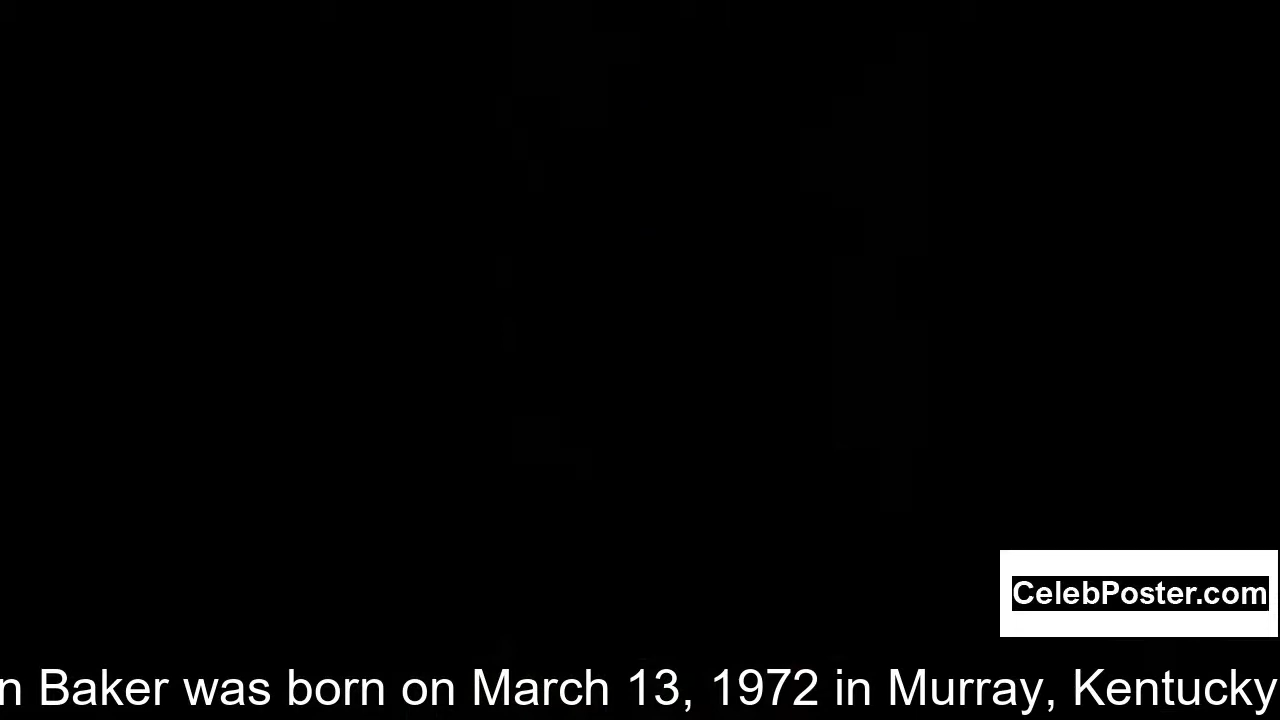 CelebPoster.com
n Baker was born on March 13, 1972 in Murray, Kentucky